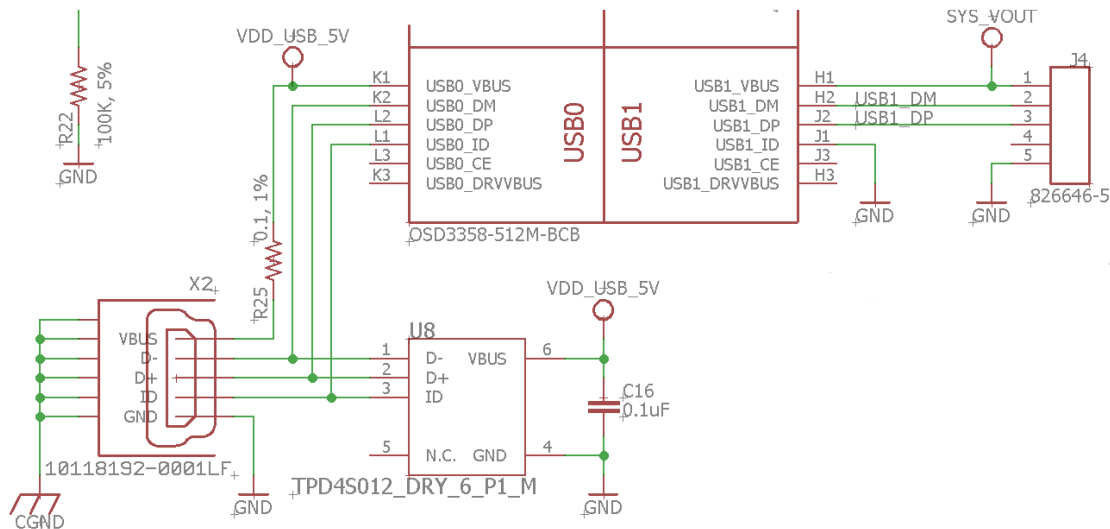 SYS_VOUT
VDD_USB_5V
J4
R22
100K, 5%
GND
K1
USB0_VBUS
K2
USB0_DM
L2
USB0_DP
L1
USB0_ID
L3
USB0_CE
K3
USB0_DRVVBUS
USB0
USB1
USB1_VBUS
H1
USB1_DM
H2
USB1_DP
J2
USB1_ID
J1
USB1_CE
J3
USB1_DRVVBUS
H3
USB1_DM
USB1_DP
1
2
3
4
5
GND
GND
826646-5
OSD3358-512M-BCB
0.1, 1%
R25
X2
VBUS
D-
D+
ID
GND
10118192-0001LF
CGND
GND
U8
1
D-
2
D+
3
ID
5
N.C.
VBUS
6
GND
4
TPD4S012_DRY_6_P1_M
VDD_USB_5V
C16
0.1uF
GND